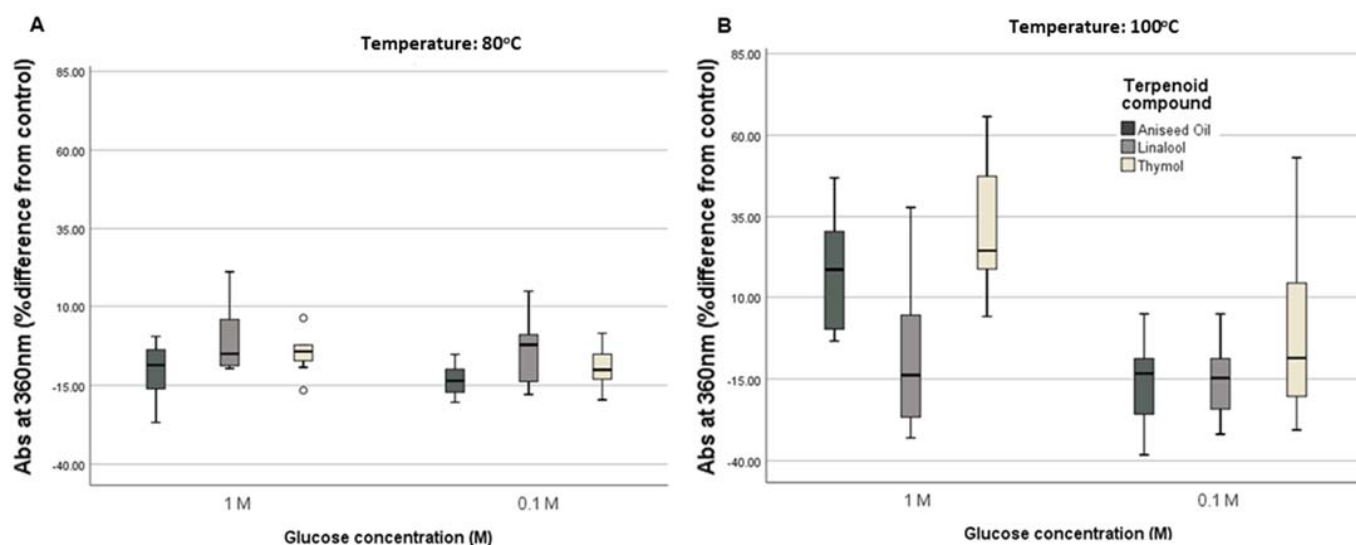 A
Temperature: 80°C
Abs at 360nm (%difference from control)
85.00
60.00
35.00
10.00
-15.00
-40.00
1 M
0.1 M
Glucose concentration (M)
B
Temperature: 100°C
Abs at 360nm (%difference from control)
85.00
60.00
35.00
10.00
-15.00
-40.00
Terpenoid
compound
Aniseed Oil
Linalool
Thymol
1 M
0.1 M
Glucose concentration (M)